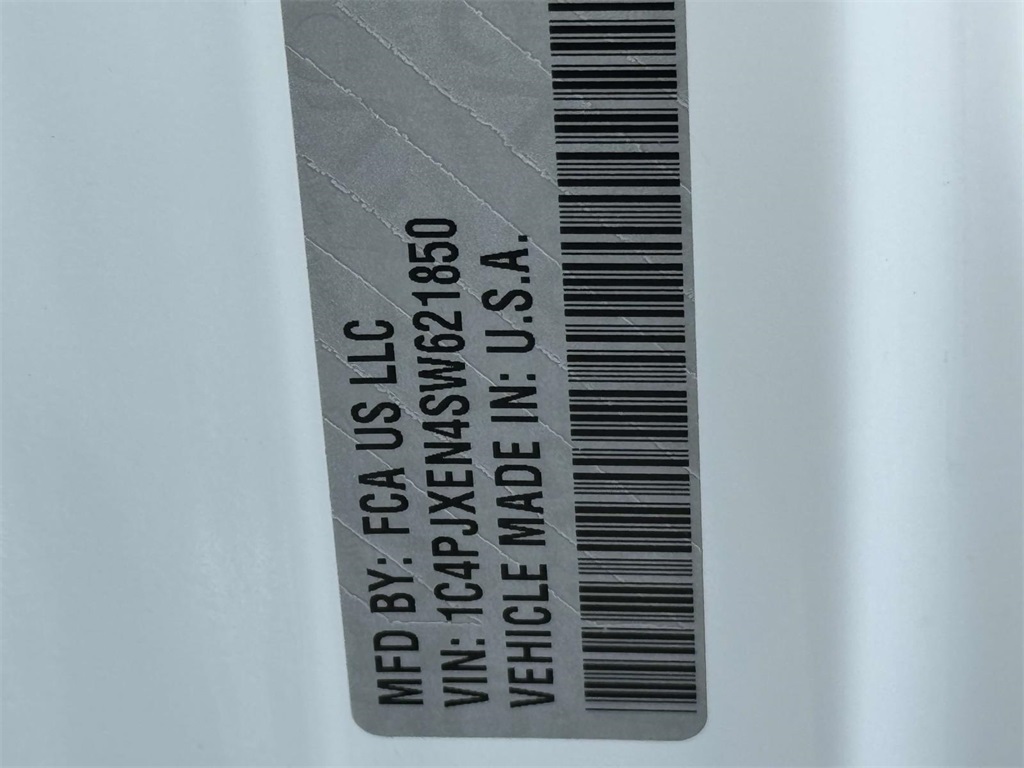 MFD BY: FCA US LLC
VIN: 1C4PJXEN4SW621850
VEHICLE MADE IN: U.S.A.